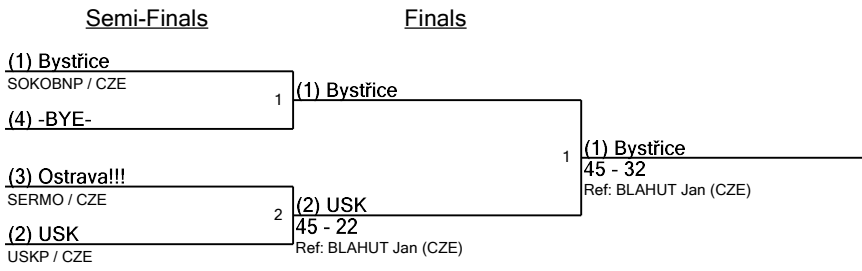 Semi-Finals
Finals
(1) Bystřice
SOKOBNP / CZE
1
(1) Bystřice
(4) -BYE-
1
(1) Bystřice
45 - 32
Ref: BLAHUT Jan (CZE)
(3) Ostrava!!!
SERMO / CZE
2
(2) USK
45 - 22
Ref: BLAHUT Jan (CZE)
(2) USK
USKP / CZE